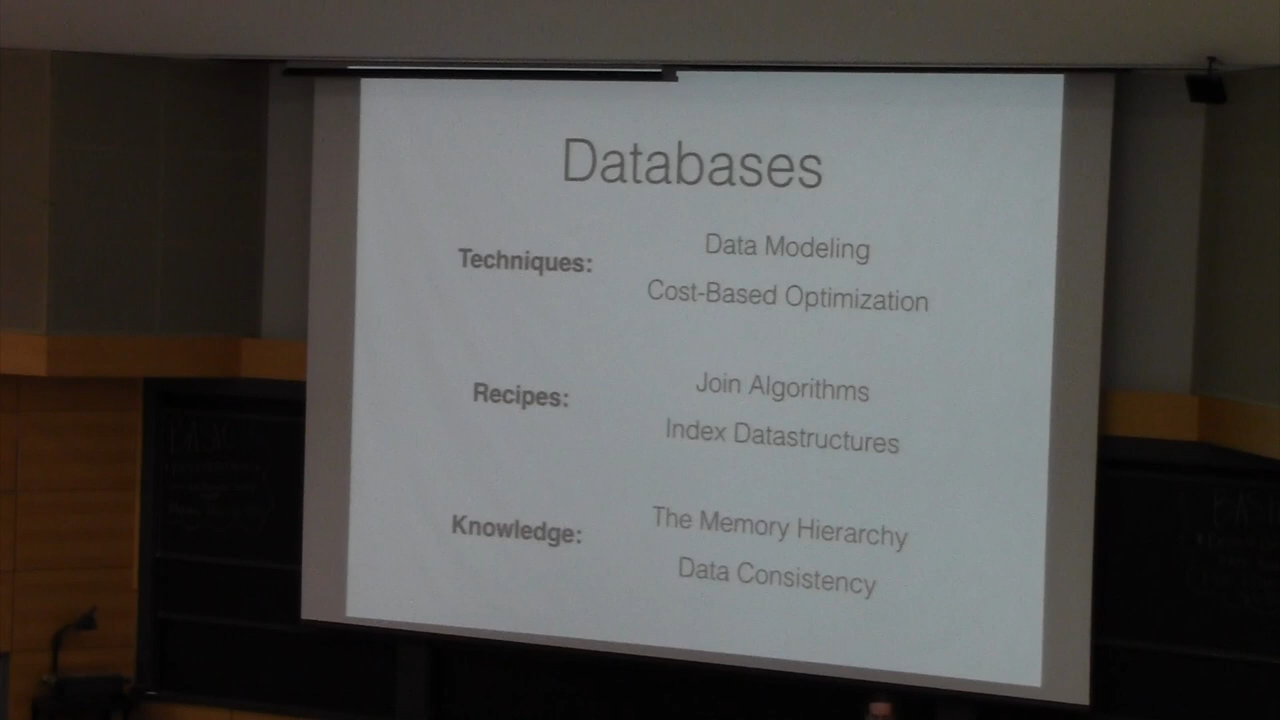 Databases
Techniques:
Data Modeling
Cost-Based Optimization
Recipes:
Join Algorithms
Index Datastructures
Knowledge:
The Memory Hierarchy
Data Consistency